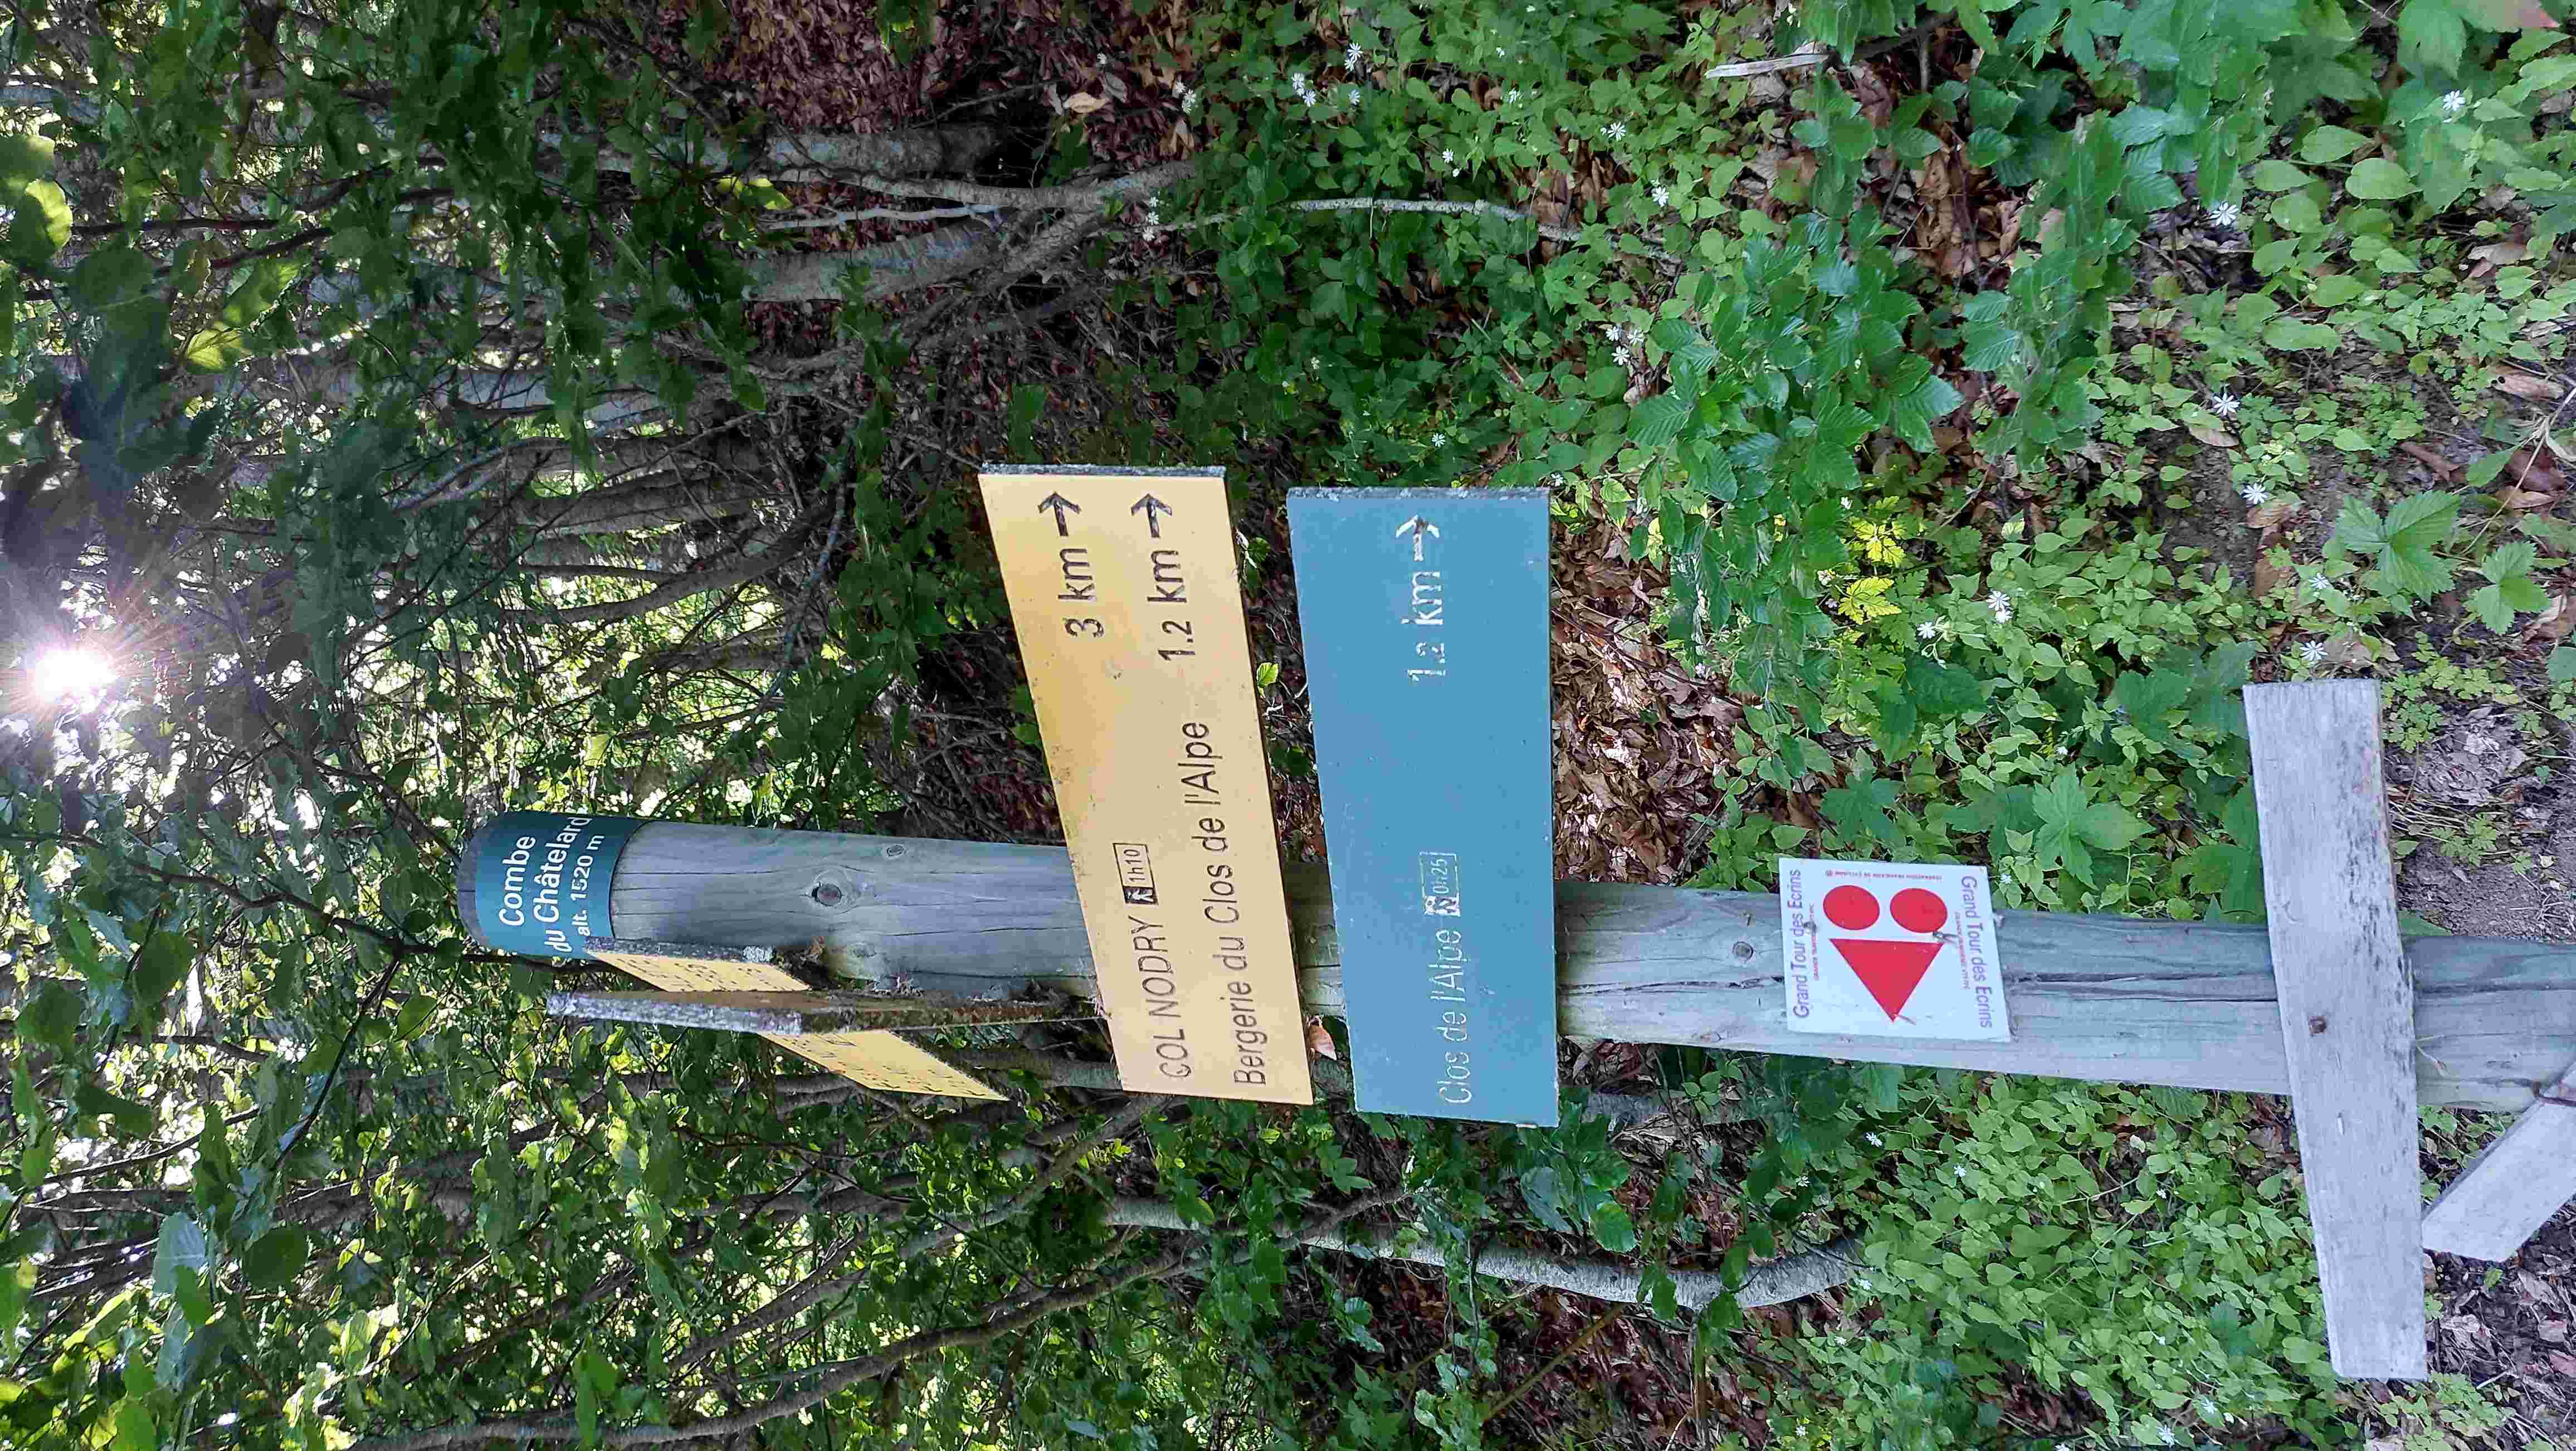 Combe
du Châtelard
alt. 1520 m
COL NODRY 1h10 3 km →
Bergerie du Clos de l'Alpe 1.2 km →
Clos de l'Alpe 0h25 1.2 km →
Grand Tour des Ecrins
Grand Tour des Ecrins